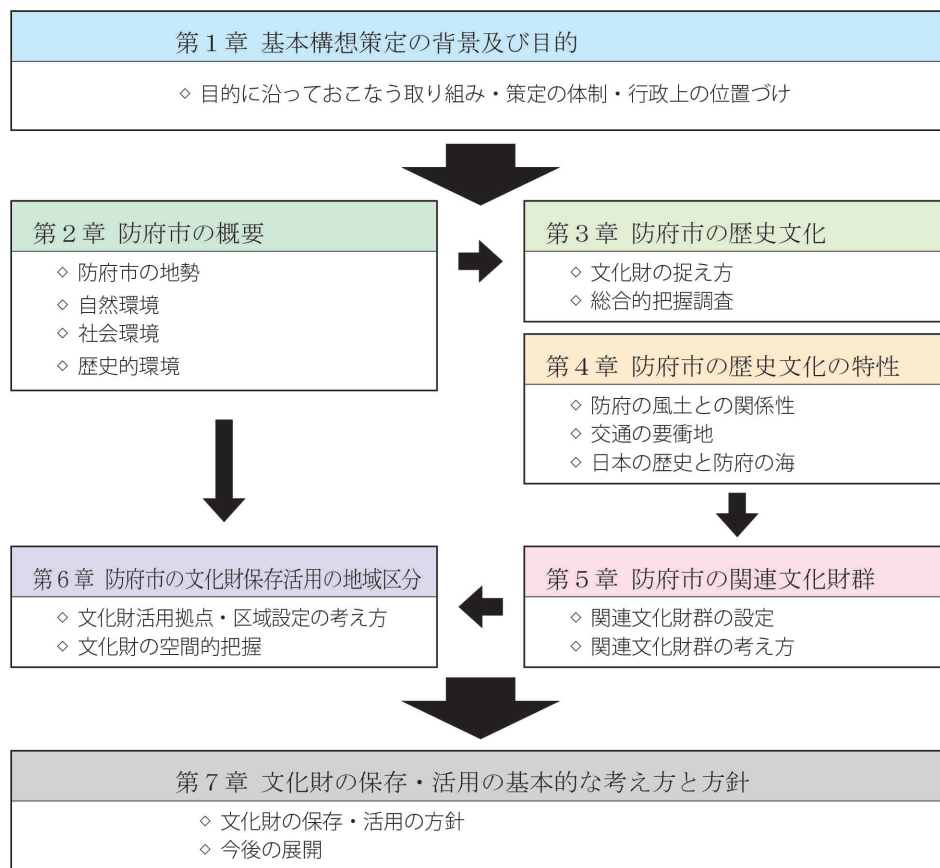 第1章 基本構想策定の背景及び目的
◇ 目的に沿っておこなう取り組み・策定の体制・行政上の位置づけ
第2章 防府市の概要
◇ 防府市の地勢
◇ 自然環境
◇ 社会環境
◇ 歴史的環境
第3章 防府市の歴史文化
◇ 文化財の捉え方
◇ 総合的把握調査
第4章 防府市の歴史文化の特性
◇ 防府の風土との関係性
◇ 交通の要衝地
◇ 日本の歴史と防府の海
第5章 防府市の関連文化財群
◇ 関連文化財群の設定
◇ 関連文化財群の考え方
第6章 防府市の文化財保存活用の地域区分
◇ 文化財活用拠点・区域設定の考え方
◇ 文化財の空間的把握
第7章 文化財の保存・活用の基本的な考え方と方針
◇ 文化財の保存・活用の方針
◇ 今後の展開